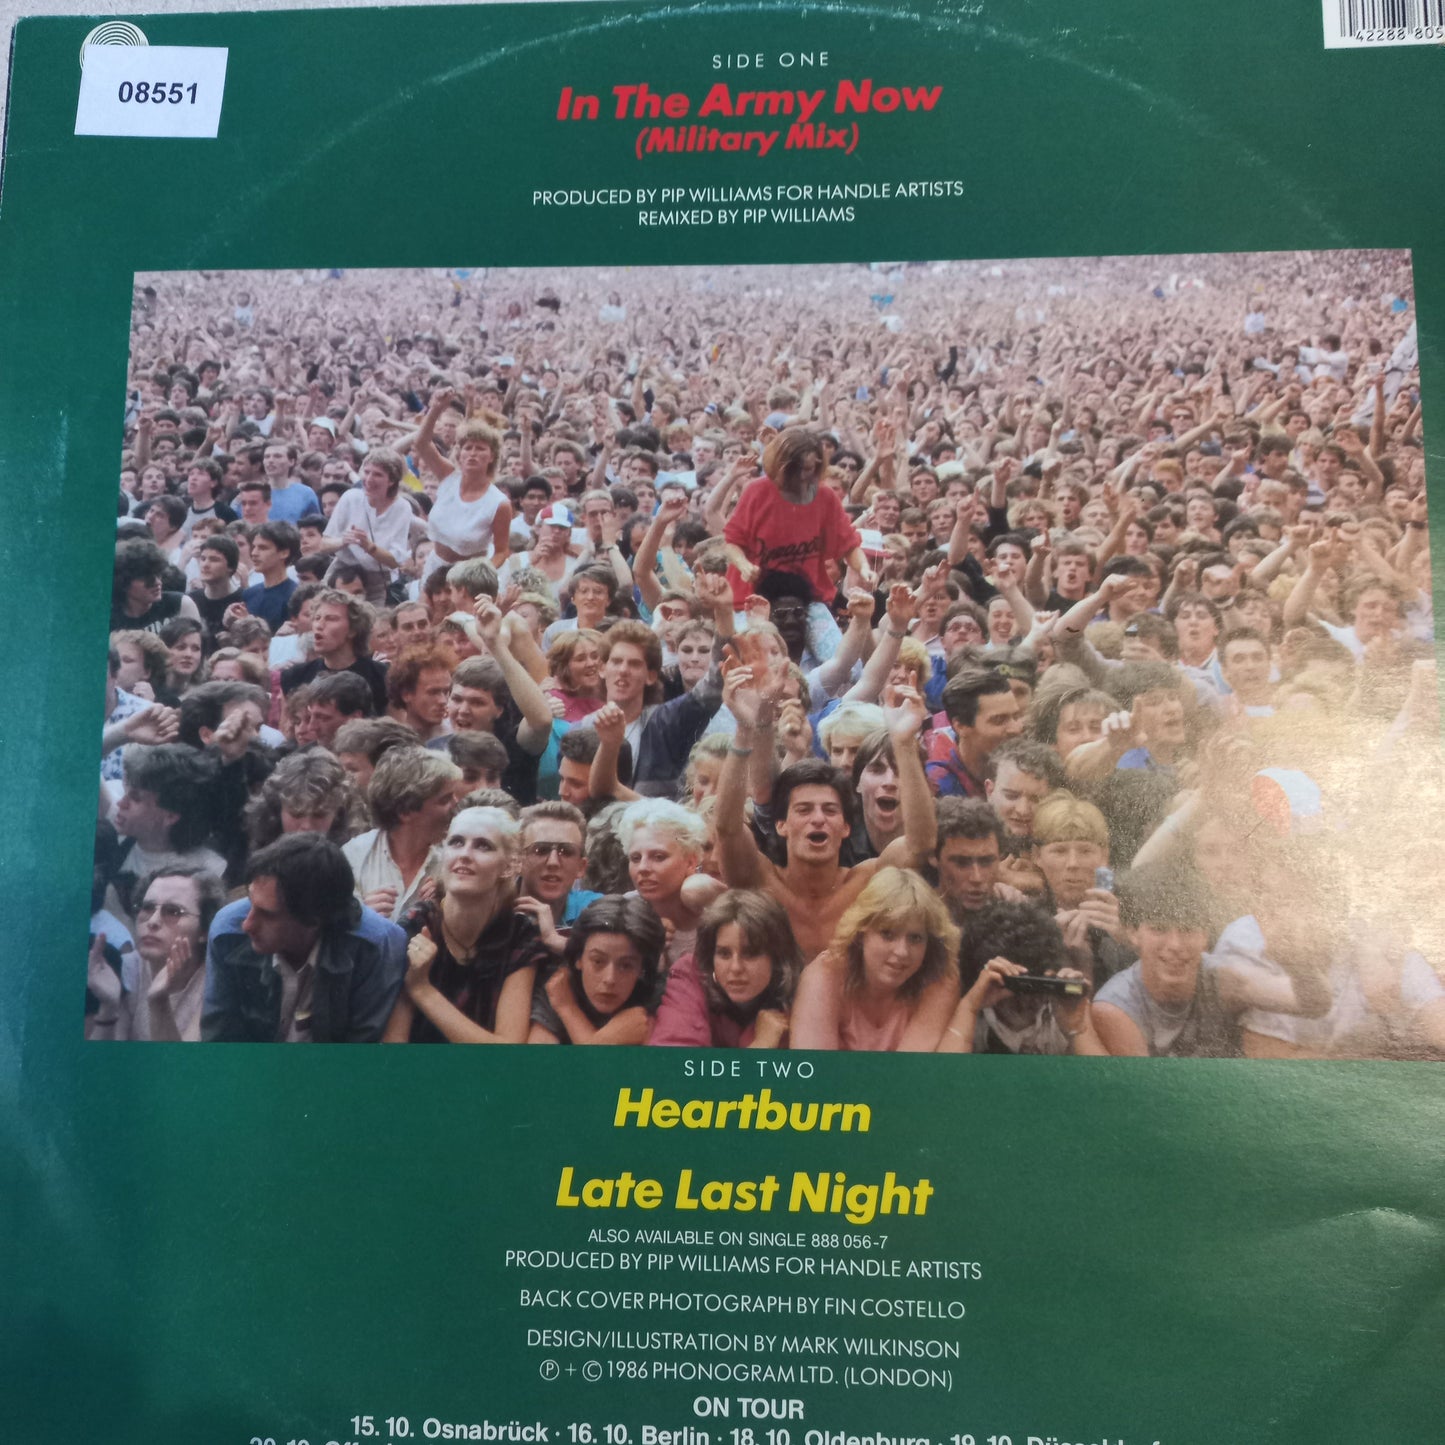 08551
42288 805
SIDE ONE
In The Army Now
(Military Mix)
PRODUCED BY PIP WILLIAMS FOR HANDLE ARTISTS
REMIXED BY PIP WILLIAMS
SIDE TWO
Heartburn
Late Last Night
ALSO AVAILABLE ON SINGLE 888 056-7
PRODUCED BY PIP WILLIAMS FOR HANDLE ARTISTS
BACK COVER PHOTOGRAPH BY FIN COSTELLO
DESIGN/ILLUSTRATION BY MARK WILKINSON
Ⓟ + © 1986 PHONOGRAM LTD. (LONDON)
ON TOUR
15. 10. Osnabrück · 16. 10. Berlin · 18. 10. Oldenburg · 19. 10. Düsseldorf